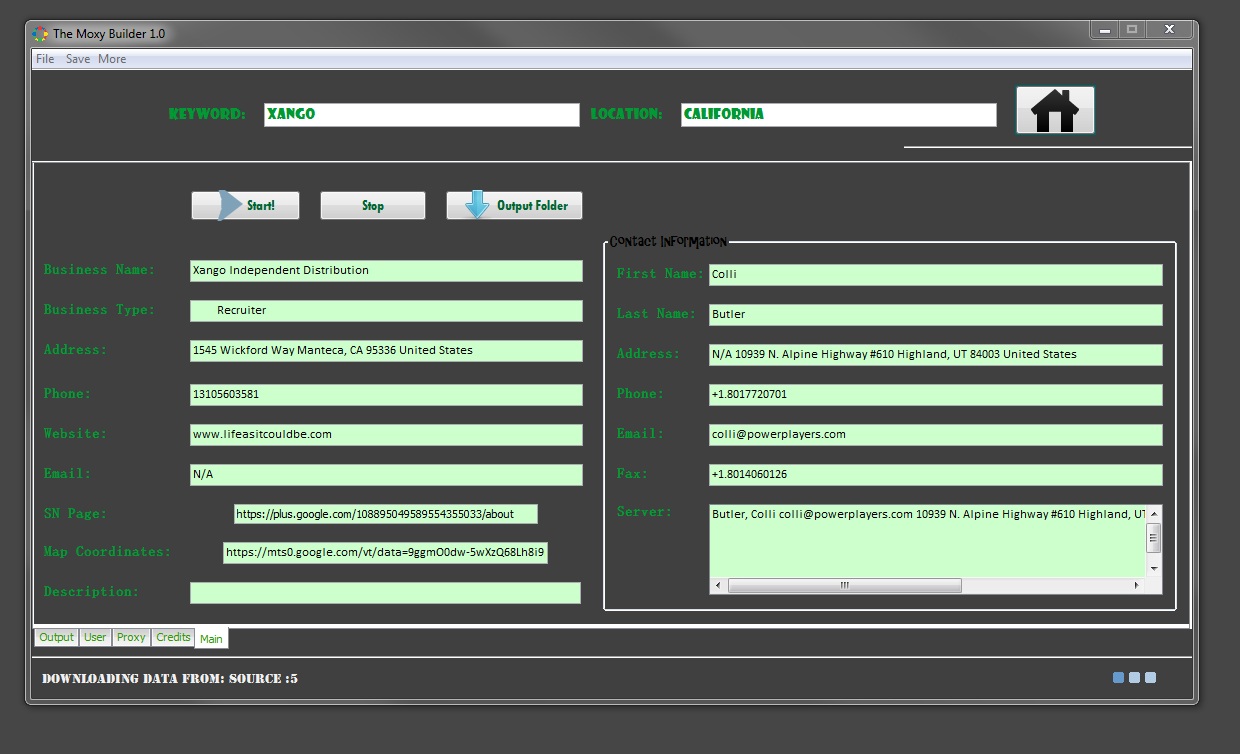 The Moxy Builder 1.0
File Save More
KEYWORD: XANGO LOCATION: CALIFORNIA
Start! Stop Output Folder
Contact Information
Business Name: Xango Independent Distribution
First Name: Colli
Business Type: Recruiter
Last Name: Butler
Address: 1545 Wickford Way Manteca, CA 95336 United States
Address: N/A 10939 N. Alpine Highway #610 Highland, UT 84003 United States
Phone: 13105603581
Phone: +1.8017720701
Website: www.lifeasitcouldbe.com
Email: colli@powerplayers.com
Email: N/A
Fax: +1.8014060126
SN Page: https://plus.google.com/108895049589554355033/about
Server: Butler, Colli colli@powerplayers.com 10939 N. Alpine Highway #610 Highland, UT
Map Coordinates: https://mts0.google.com/vt/data=9ggmO0dw-5wXzQ68Lh8i9
Description:
Output User Proxy Credits Main
DOWNLOADING DATA FROM: SOURCE :5